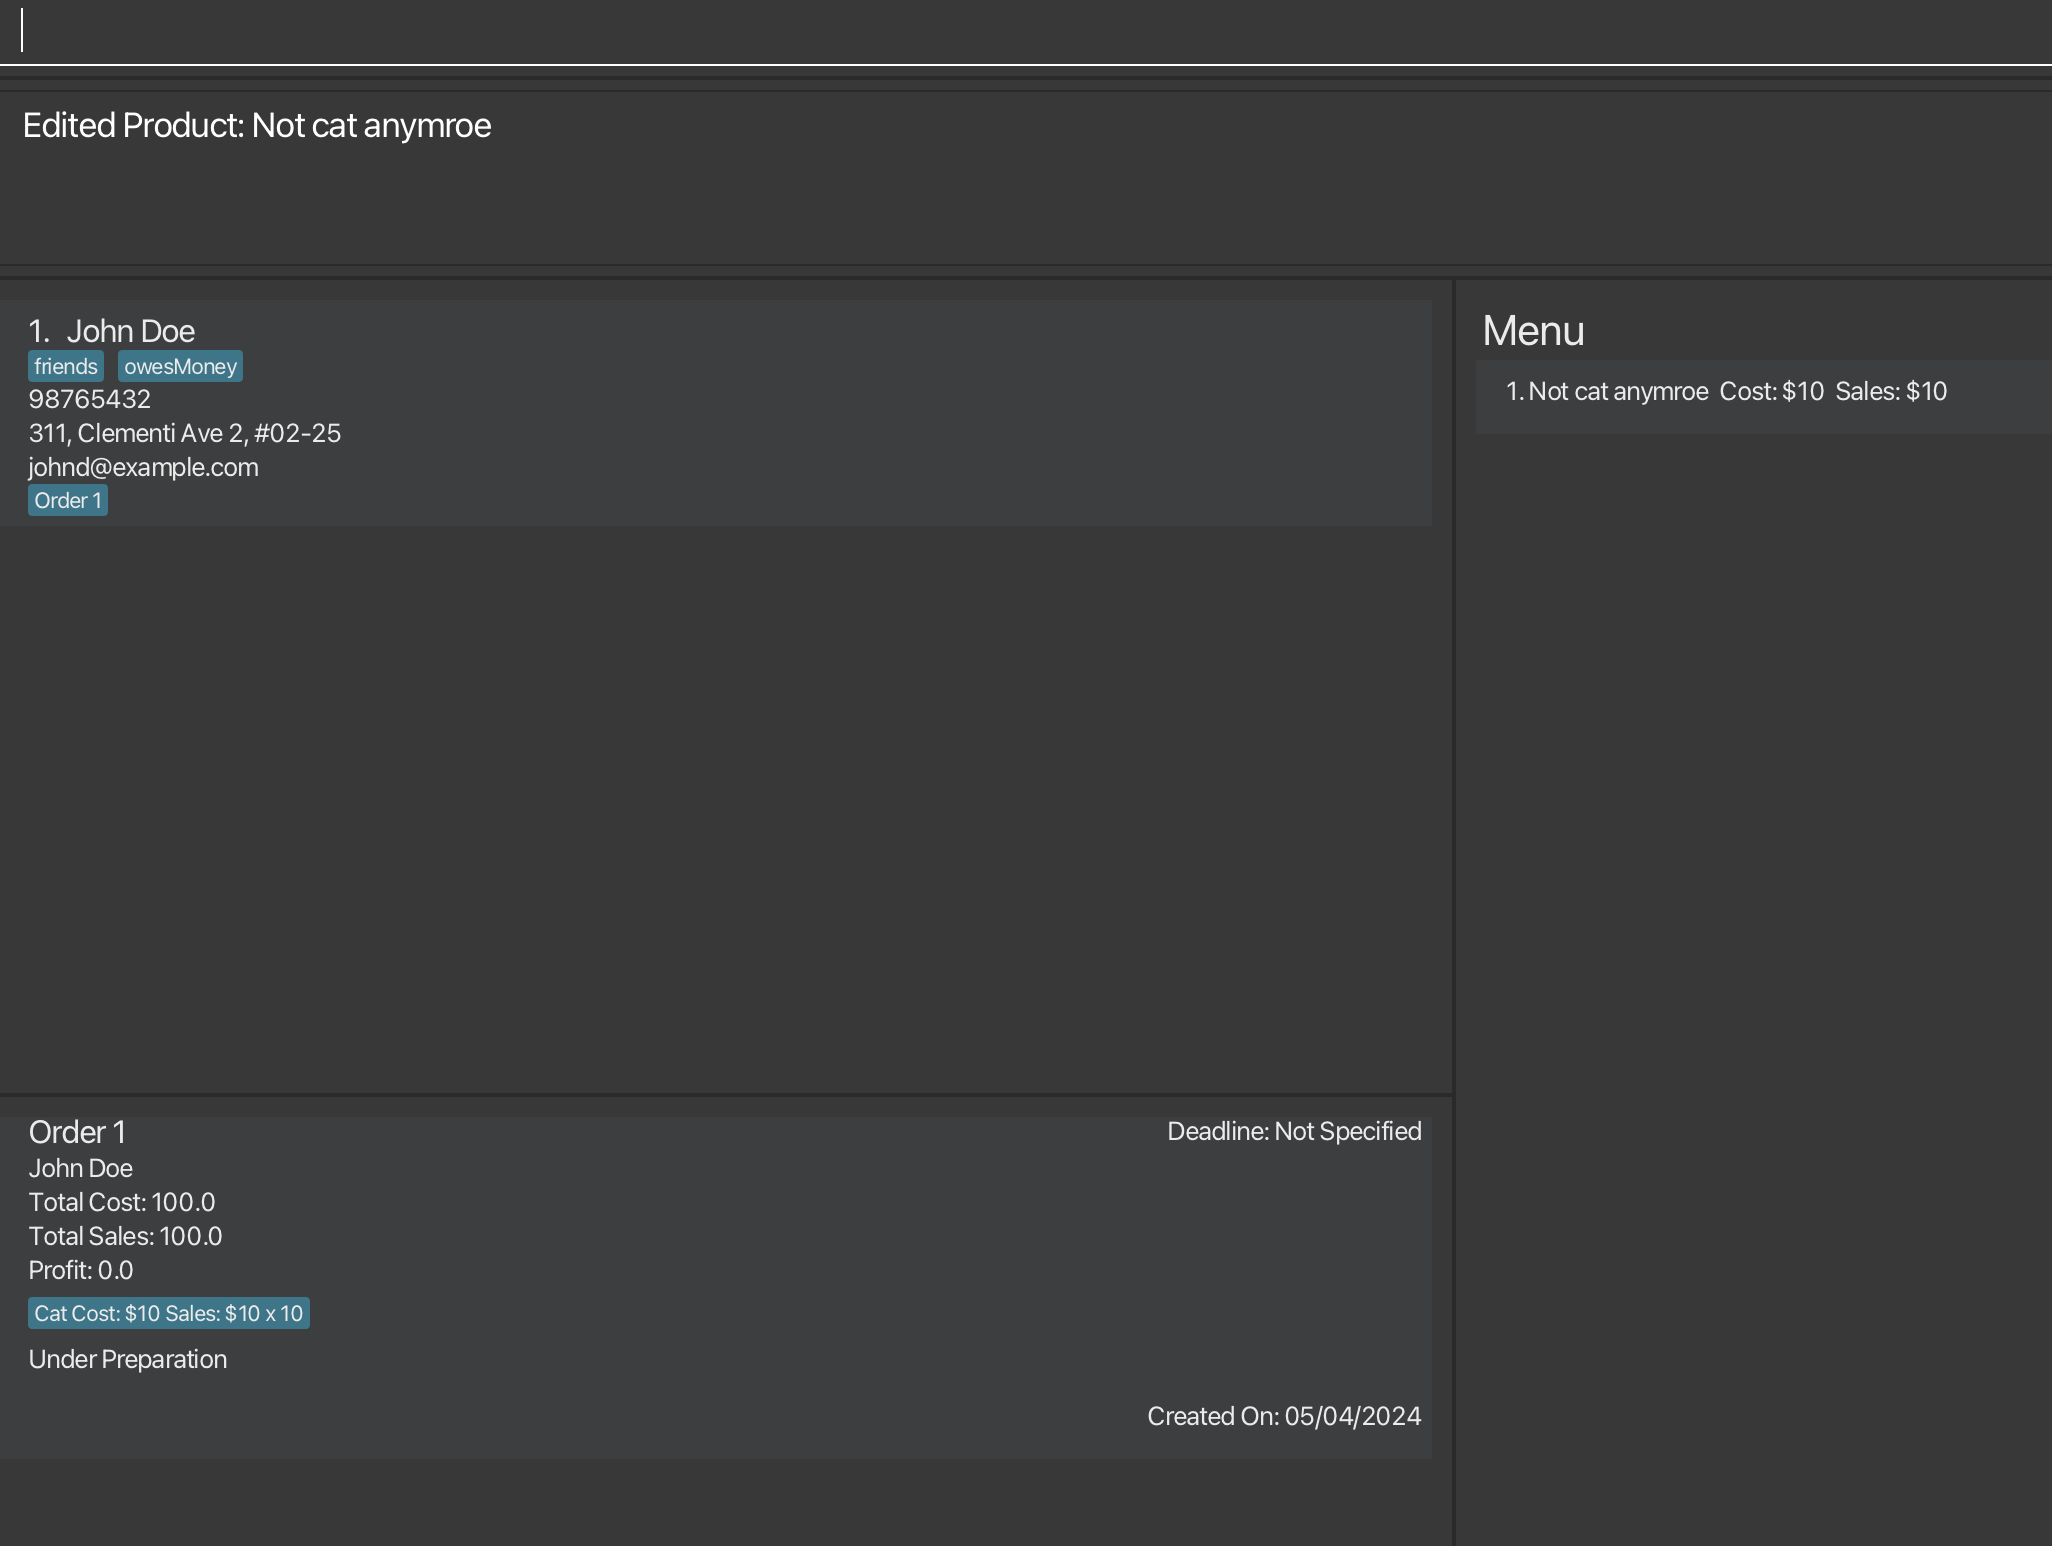 Edited Product: Not cat anymroe
1. John Doe
friends owesMoney
98765432
311, Clementi Ave 2, #02-25
johnd@example.com
Order 1
Menu
1. Not cat anymroe Cost: $10 Sales: $10
Order 1
Deadline: Not Specified
John Doe
Total Cost: 100.0
Total Sales: 100.0
Profit: 0.0
Cat Cost: $10 Sales: $10 x 10
Under Preparation
Created On: 05/04/2024